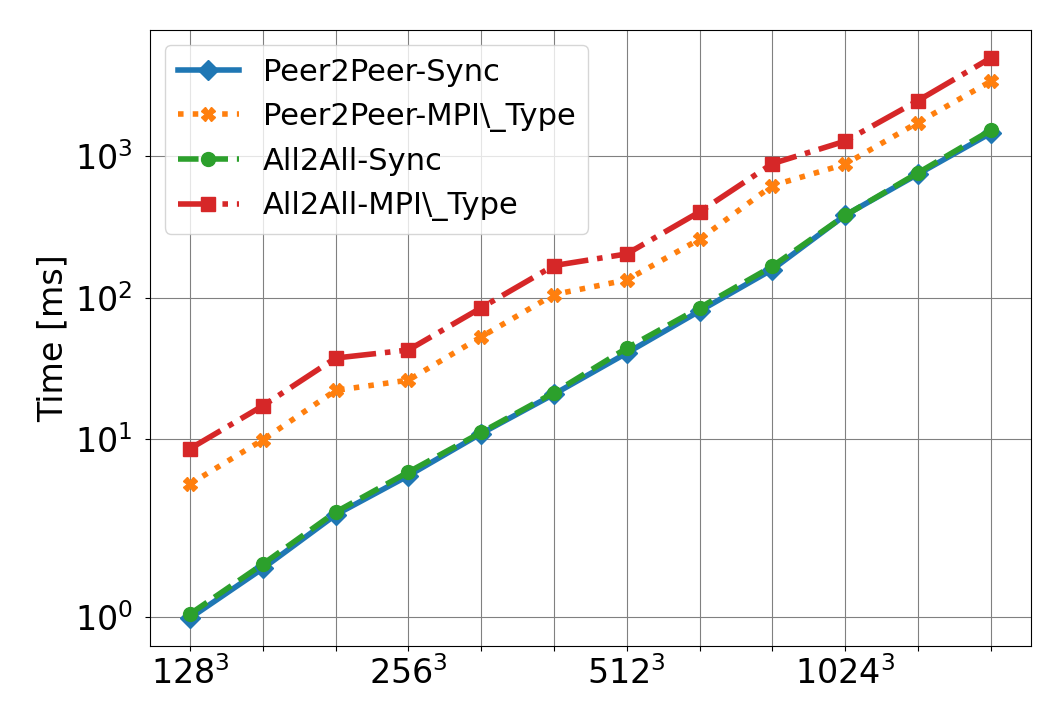 Peer2Peer-Sync
Peer2Peer-MPI\_Type
All2All-Sync
All2All-MPI\_Type
Time [ms]
10³
10²
10¹
10⁰
128³ 256³ 512³ 1024³